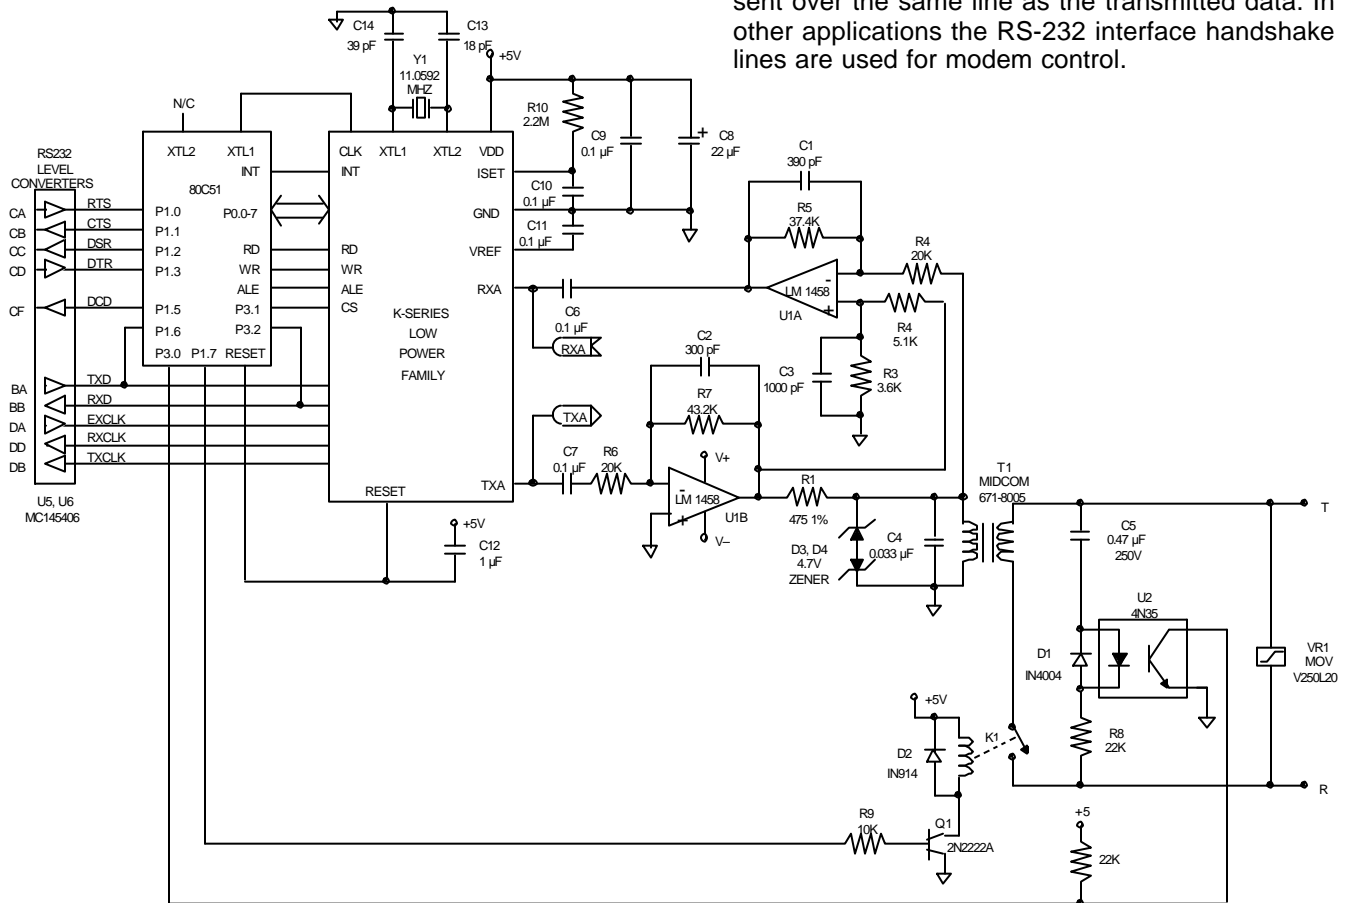 sent over the same line as the transmitted data. In
other applications the RS-232 interface handshake
lines are used for modem control.
C14
39 pF
C13
18 pF
Y1
11.0592
MHZ
+5V
R10
2.2M
C9
0.1 µF
+
C8
22 µF
N/C
XTL2
XTL1
INT
80C51
P0.0-7
RD
WR
ALE
P3.1
P3.2
P1.0
P1.1
P1.2
P1.3
P1.5
P1.6
P3.0
P1.7
RESET
RS232
LEVEL
CONVERTERS
CA
RTS
CB
CTS
CC
DSR
CD
DTR
CF
DCD
BA
TXD
BB
RXD
DA
EXCLK
DD
RXCLK
DB
TXCLK
U5, U6
MC145406
CLK
XTL1
XTL2
VDD
INT
ISET
GND
VREF
RD
WR
ALE
CS
RXA
K-SERIES
LOW
POWER
FAMILY
TXA
RESET
C10
0.1 µF
C11
0.1 µF
C6
0.1 µF
RXA
TXA
C1
390 pF
R5
37.4K
R4
20K
-
LM 1458
+
U1A
R4
5.1K
C3
1000 pF
R3
3.6K
C2
300 pF
R7
43.2K
C7
0.1 µF
R6
20K
V+
-
LM 1458
+
U1B
V–
R1
475 1%
D3, D4
4.7V
ZENER
C4
0.033 µF
T1
MIDCOM
671-8005
+5V
C12
1 µF
T
C5
0.47 µF
250V
U2
4N35
D1
IN4004
VR1
MOV
V250L20
R8
22K
R
+5V
D2
IN914
K1
R9
10K
Q1
2N2222A
+5
22K